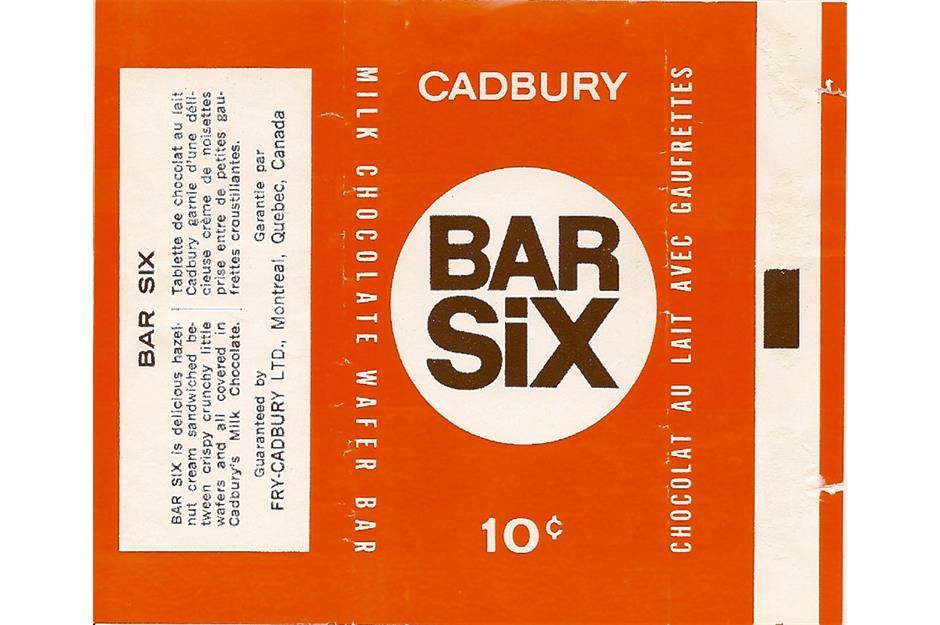 BAR SIX
BAR SIX is delicious hazel-
nut cream sandwiched be-
tween crispy crunchy little
wafers and all covered in
Cadbury's Milk Chocolate.
Tablette de chocolat au lait
Cadbury garnie d'une déli-
cieuse crème de noisettes
prise entre de petites gau-
frettes croustillantes.
Guaranteed by
Garantie par
FRY-CADBURY LTD., Montreal, Quebec, Canada
MILK CHOCOLATE WAFER BAR
CADBURY
BAR
SiX
10¢
CHOCOLAT AU LAIT AVEC GAUFRETTES